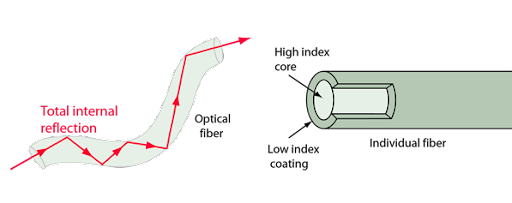 Total internal
reflection
Optical
fiber
High index
core
Low index
coating
Individual fiber